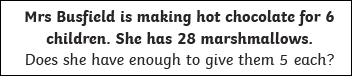 Mrs Busfield is making hot chocolate for 6
children. She has 28 marshmallows.
Does she have enough to give them 5 each?